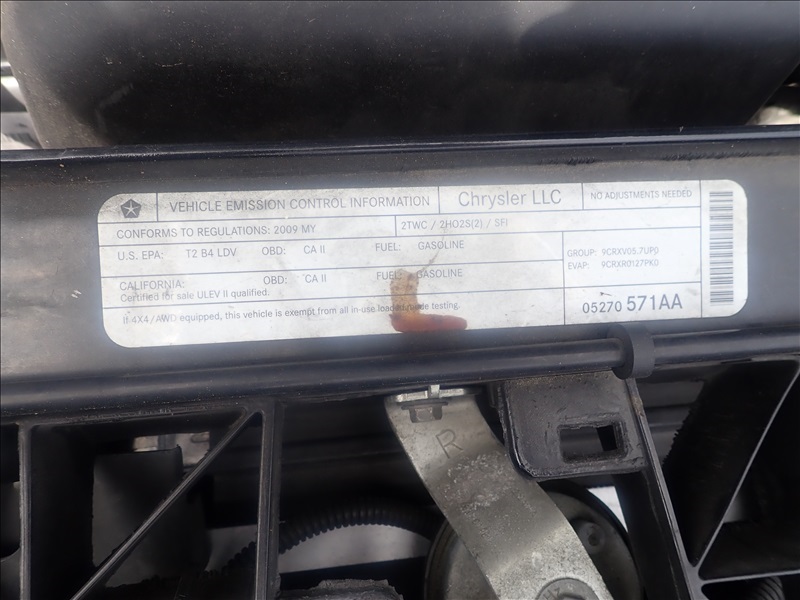 VEHICLE EMISSION CONTROL INFORMATION Chrysler LLC NO ADJUSTMENTS NEEDED
CONFORMS TO REGULATIONS: 2009 MY 2TWC / 2HO2S(2) / SFI
U.S. EPA: T2 B4 LDV OBD: CA II FUEL: GASOLINE
GROUP: 9CRXV05.7UP0
EVAP: 9CRXR0127PK0
CALIFORNIA: OBD: CA II FUEL: GASOLINE
Certified for sale ULEV II qualified.
If 4X4/AWD equipped, this vehicle is exempt from all in-use loaded mode testing.
05270 571AA
R